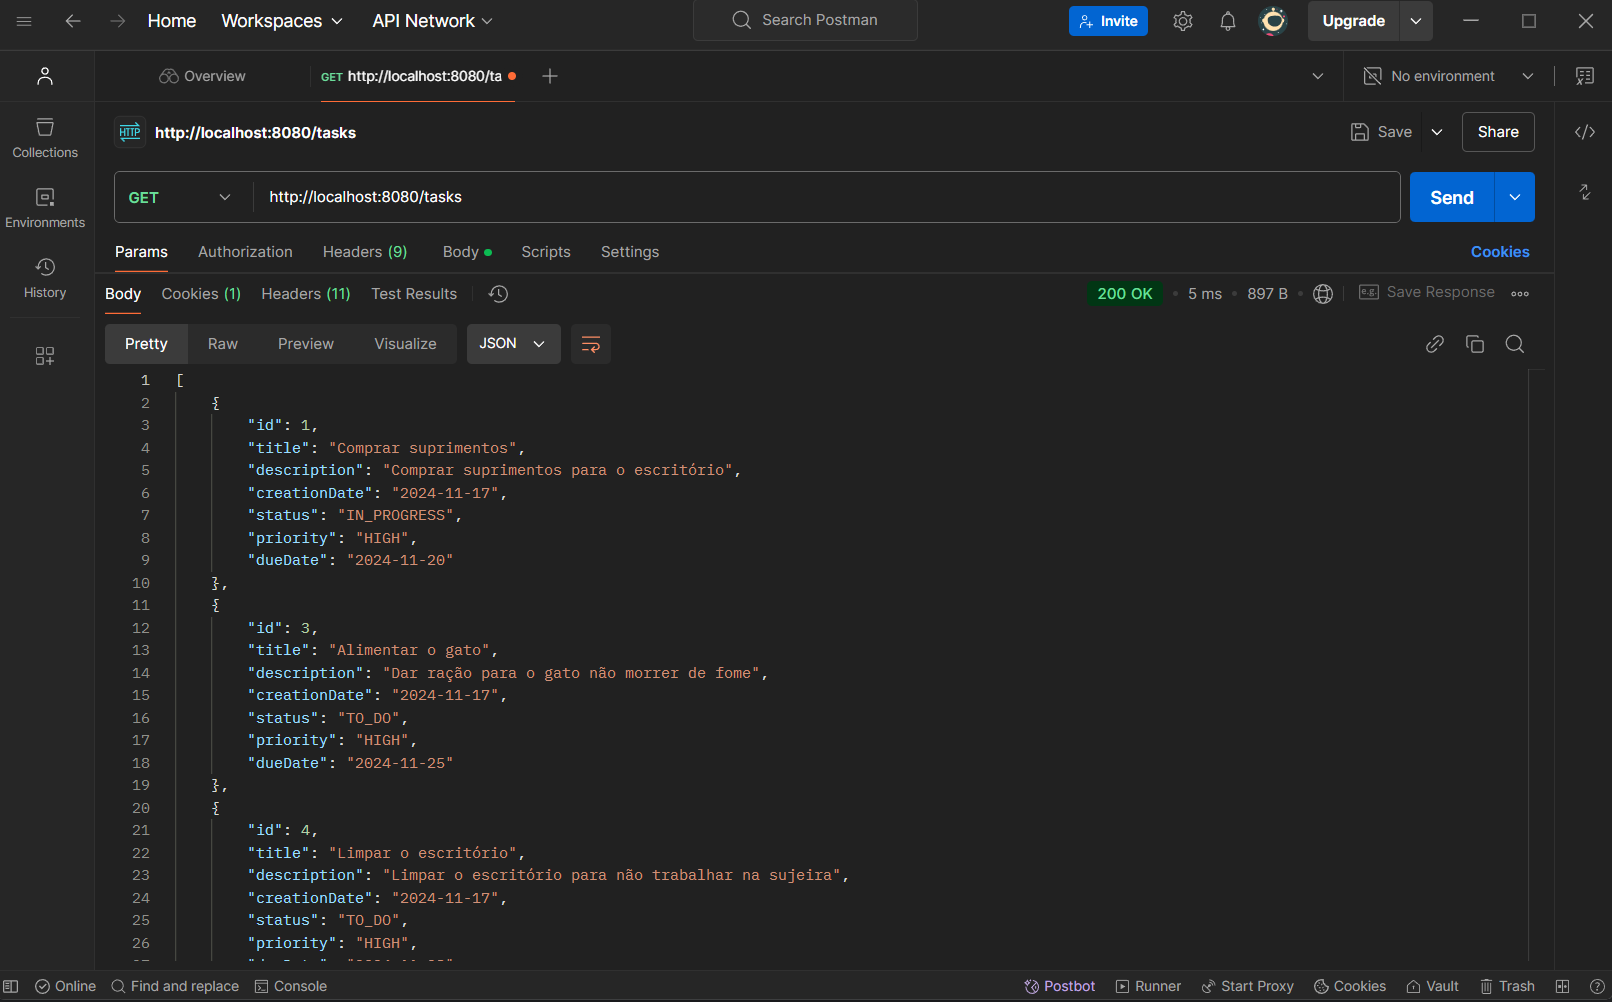 Home Workspaces API Network Search Postman Invite Upgrade
Overview GET http://localhost:8080/ta No environment
HTTP http://localhost:8080/tasks Save Share
Collections
GET http://localhost:8080/tasks Send
Environments
Params Authorization Headers (9) Body Scripts Settings Cookies
History
Body Cookies (1) Headers (11) Test Results 200 OK 5 ms 897 B e.g. Save Response
Pretty Raw Preview Visualize JSON
1 [
2 {
3 "id": 1,
4 "title": "Comprar suprimentos",
5 "description": "Comprar suprimentos para o escritório",
6 "creationDate": "2024-11-17",
7 "status": "IN_PROGRESS",
8 "priority": "HIGH",
9 "dueDate": "2024-11-20"
10 },
11 {
12 "id": 3,
13 "title": "Alimentar o gato",
14 "description": "Dar ração para o gato não morrer de fome",
15 "creationDate": "2024-11-17",
16 "status": "TO_DO",
17 "priority": "HIGH",
18 "dueDate": "2024-11-25"
19 },
20 {
21 "id": 4,
22 "title": "Limpar o escritório",
23 "description": "Limpar o escritório para não trabalhar na sujeira",
24 "creationDate": "2024-11-17",
25 "status": "TO_DO",
26 "priority": "HIGH",
Online Find and replace Console Postbot Runner Start Proxy Cookies Vault Trash